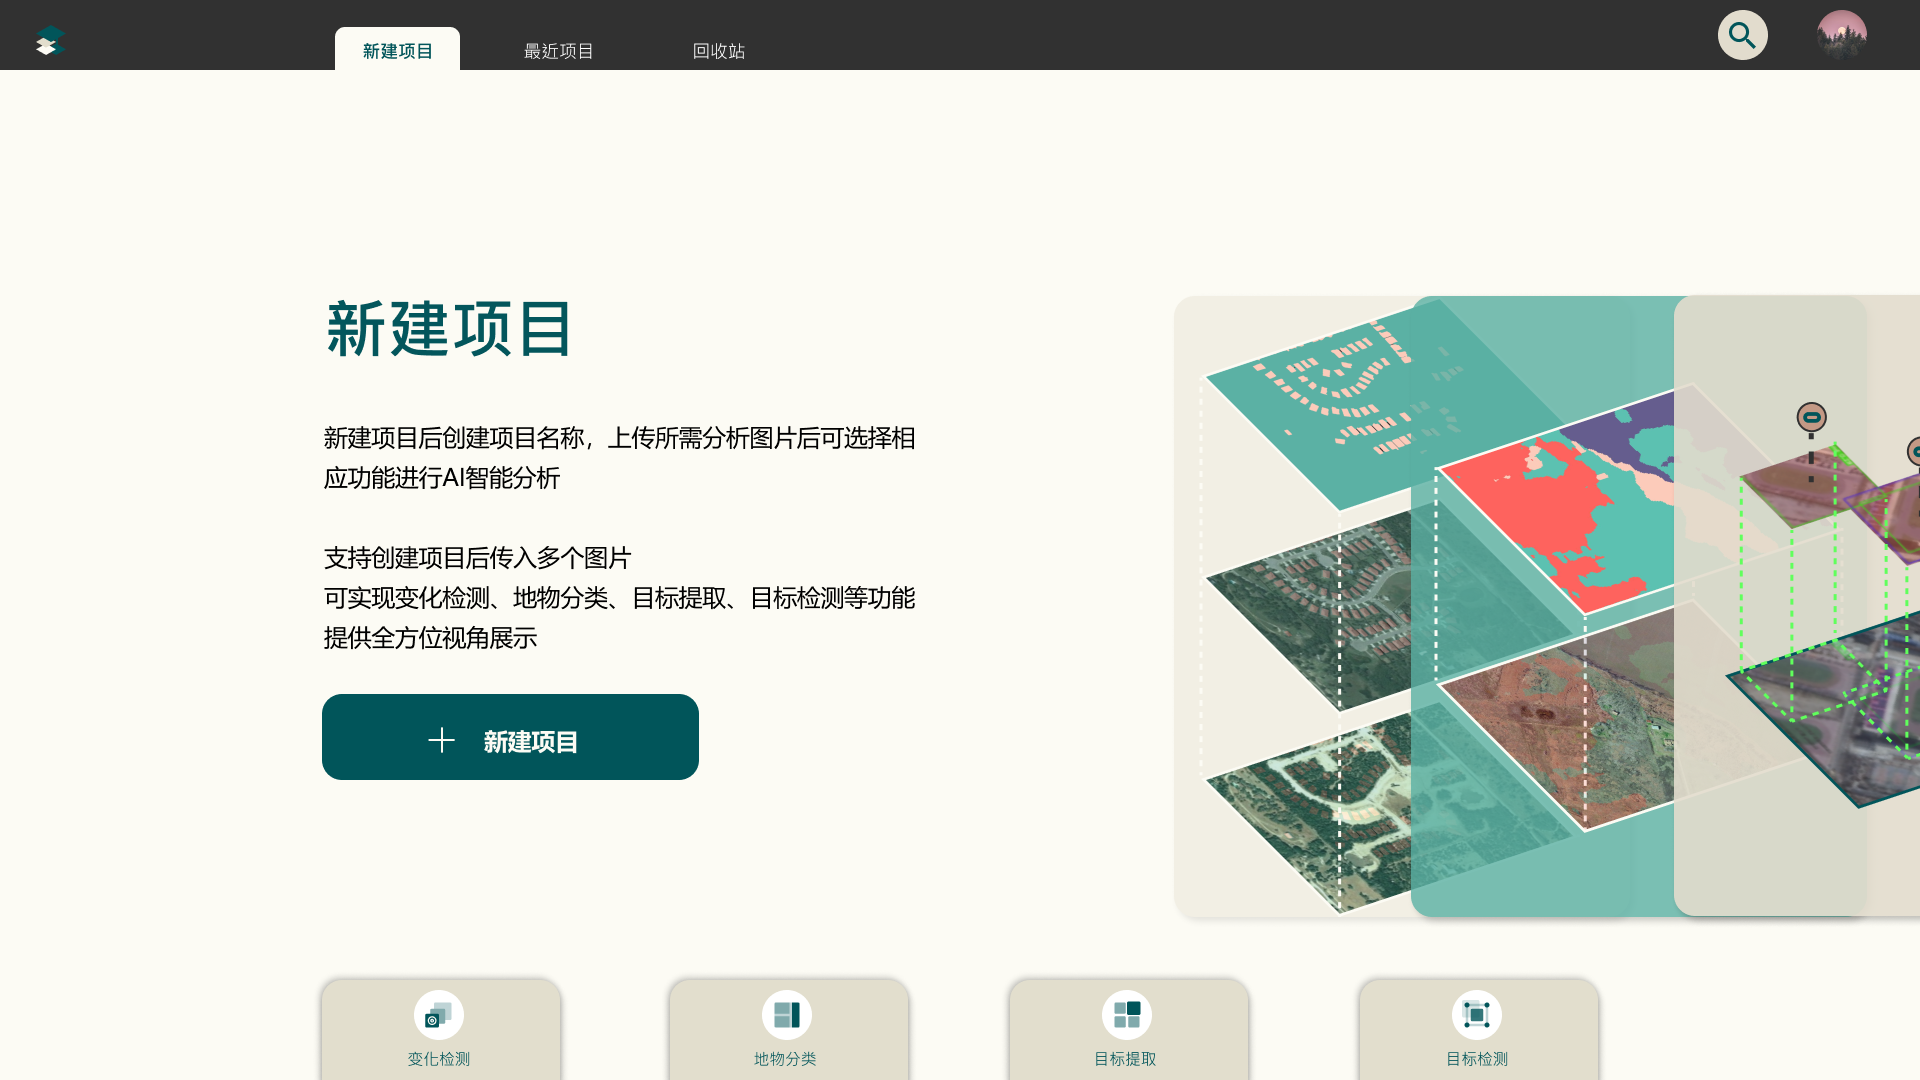 新建项目
最近项目
回收站
新建项目
新建项目后创建项目名称，上传所需分析图片后可选择相
应功能进行AI智能分析
支持创建项目后传入多个图片
可实现变化检测、地物分类、目标提取、目标检测等功能
提供全方位视角展示
新建项目
变化检测
地物分类
目标提取
目标检测